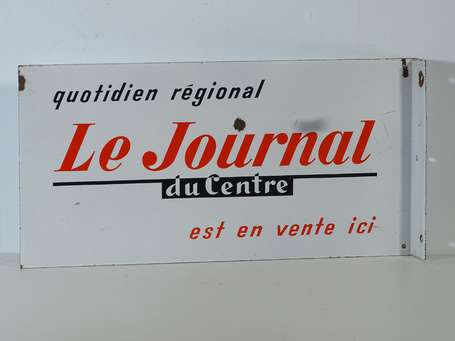 quotidien régional
Le Journal
du Centre
est en vente ici